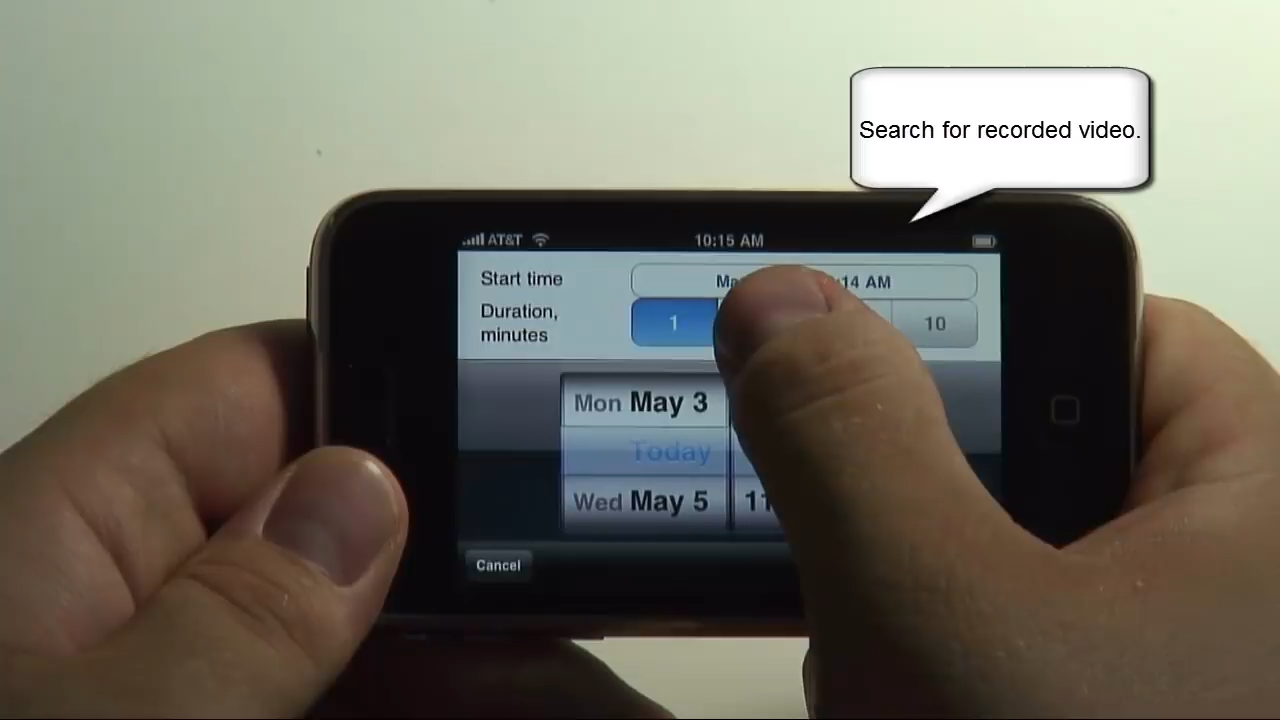 Search for recorded video.
AT&T 10:15 AM
Start time
14 AM
Duration,
minutes
1 10
Mon May 3
Today
Wed May 5
11
Cancel